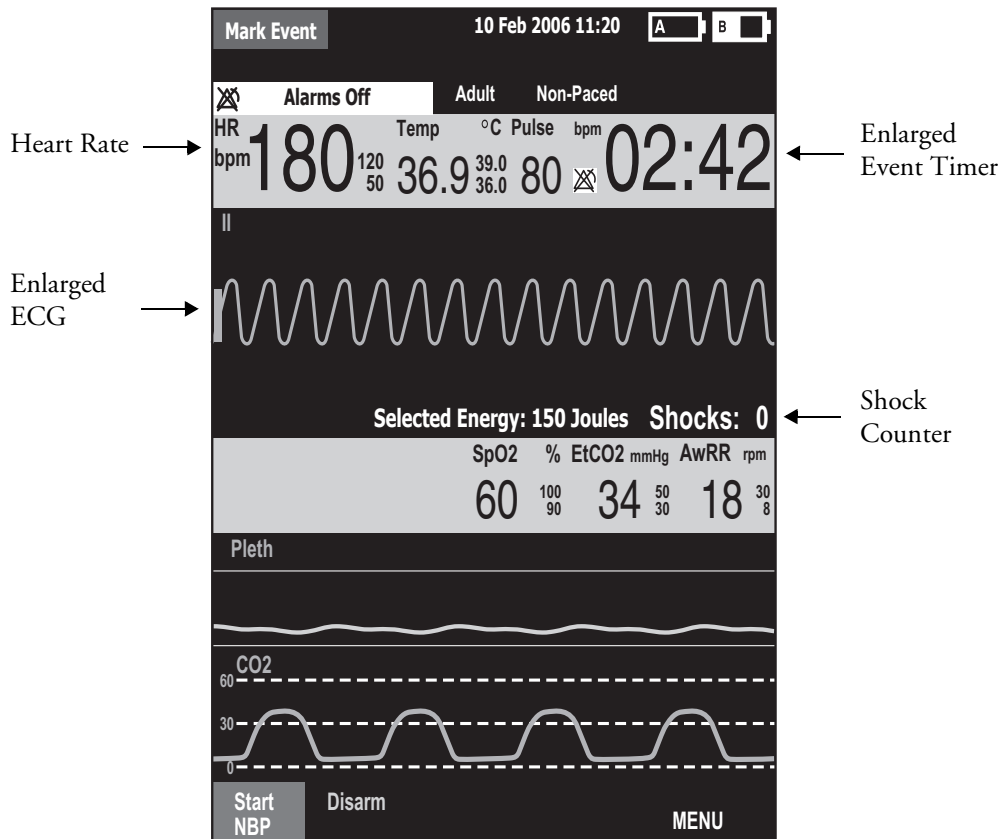 Mark Event
10 Feb 2006 11:20
A
B
Alarms Off
Adult
Non-Paced
Heart Rate
HR
bpm
180
120
50
Temp °C
36.9
39.0
36.0
Pulse bpm
80
02:42
Enlarged
Event Timer
II
Enlarged
ECG
Selected Energy: 150 Joules
Shocks: 0
Shock
Counter
SpO2 %
60
100
90
EtCO2 mmHg
34
50
30
AwRR rpm
18
30
8
Pleth
CO2
60
30
0
Start
NBP
Disarm
MENU